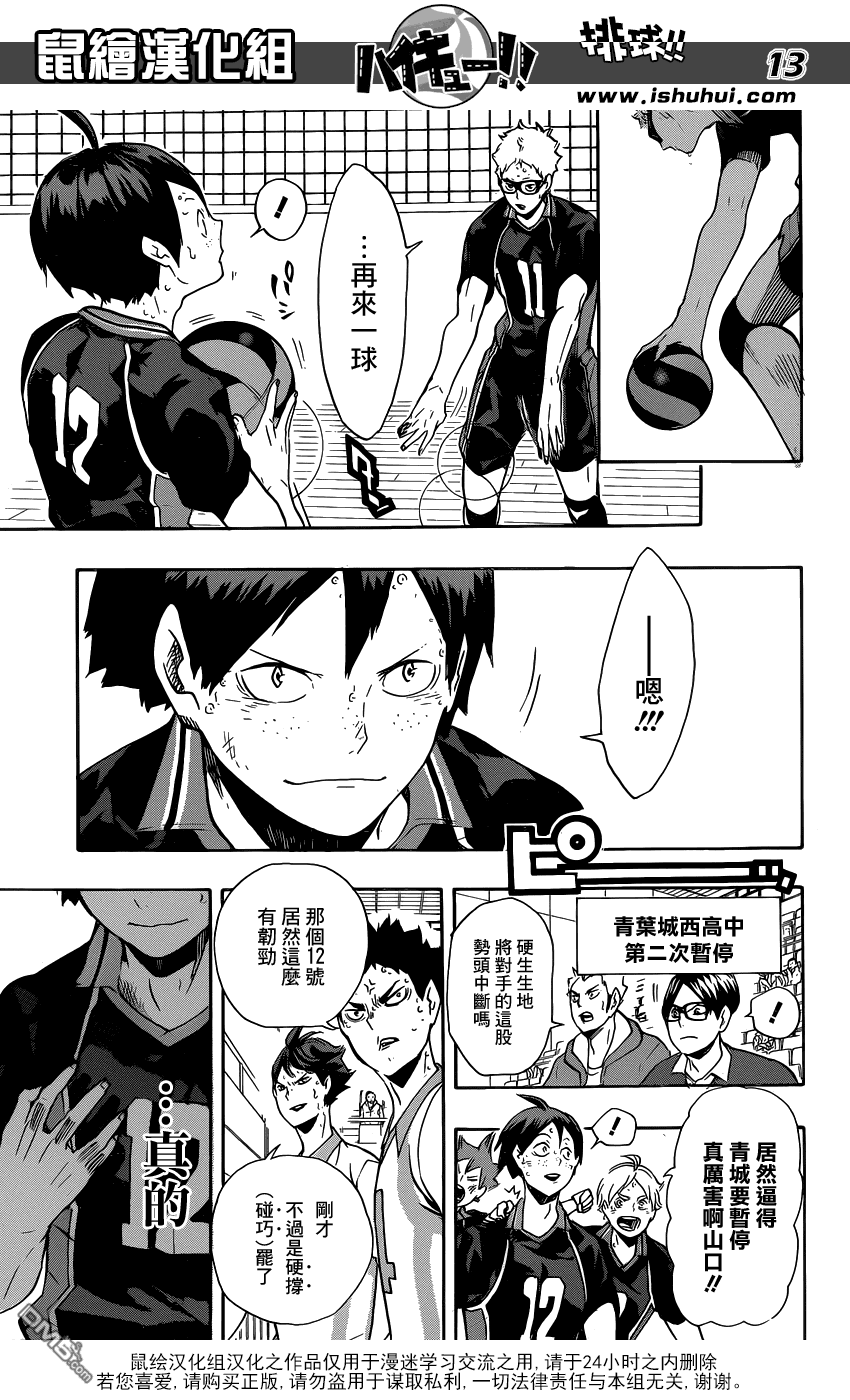 鼠繪漢化組
ハイキュー!!
排球!!
13
www.ishuhui.com
!
…再來一球
12
11
——嗯!!!
ピーッ
青葉城西高中
第二次暫停
硬生生地
將對手的這股
勢頭中斷嗎
!
那個12號
居然這麼
有韌勁
剛才
不過是硬撐
(碰巧)罷了
居然逼得
青城要暫停
真厲害啊山口!!
!
12
…真的
12
鼠绘汉化组汉化之作品仅用于漫迷学习交流之用,请于24小时之内删除
若您喜爱,请购买正版,请勿盗用于谋取私利,一切法律责任与本组无关,谢谢。